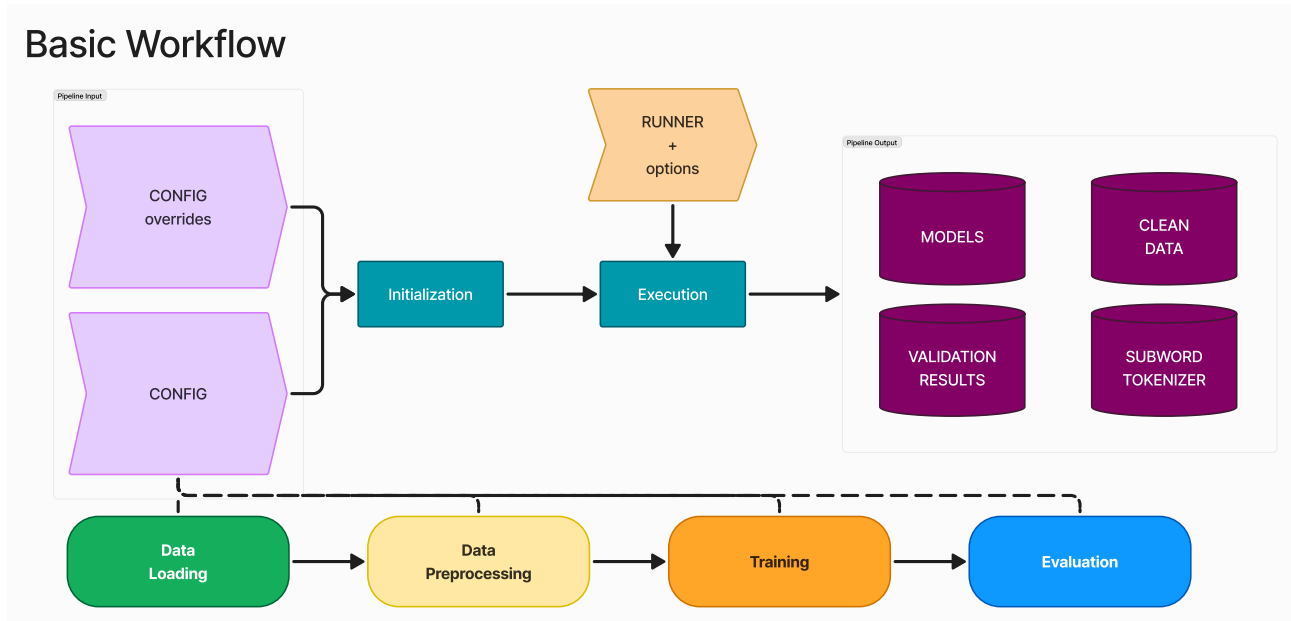 Basic Workflow
Pipeline Input
CONFIG
overrides
CONFIG
Initialization
RUNNER
+
options
Execution
Pipeline Output
MODELS
CLEAN
DATA
VALIDATION
RESULTS
SUBWORD
TOKENIZER
Data
Loading
Data
Preprocessing
Training
Evaluation